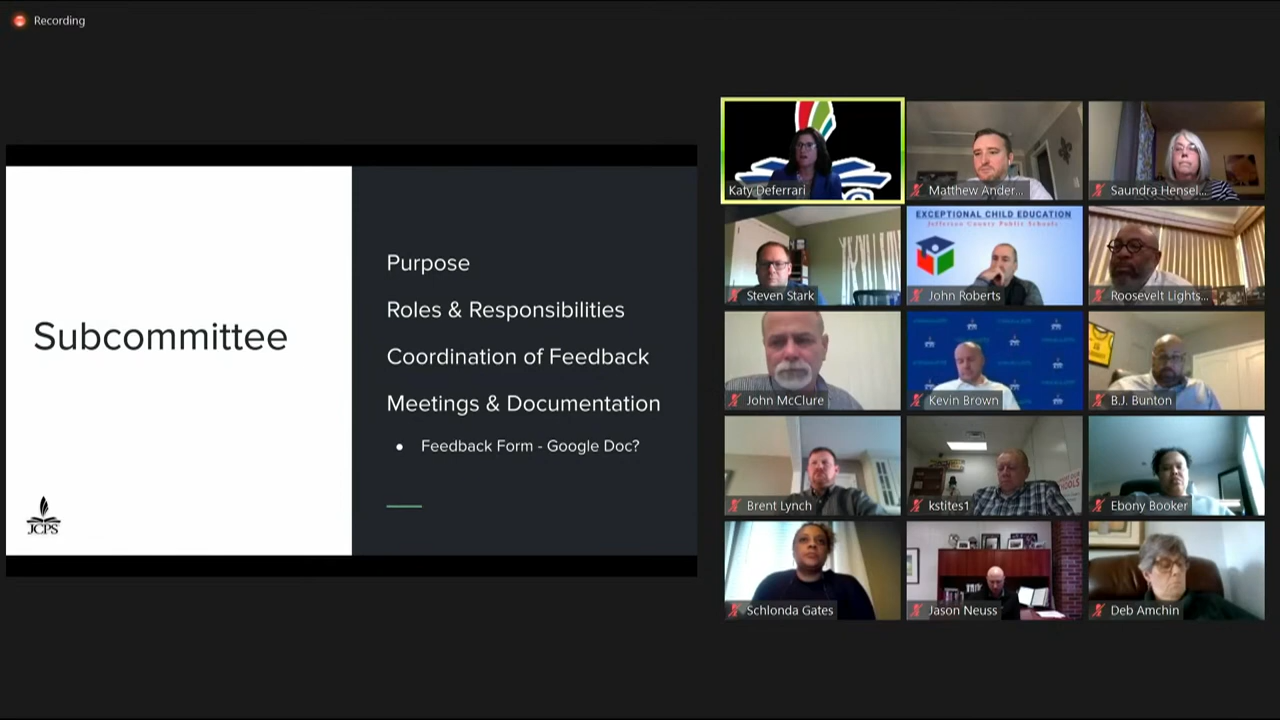 Recording
Subcommittee
JCPS
Purpose
Roles & Responsibilities
Coordination of Feedback
Meetings & Documentation
● Feedback Form - Google Doc?
Katy Deferrari
Matthew Ander...
Saundra Hensel...
Steven Stark
EXCEPTIONAL CHILD EDUCATION
Jefferson County Public Schools
John Roberts
Roosevelt Lights...
John McClure
Kevin Brown
B.J. Bunton
Brent Lynch
kstites1
Ebony Booker
Schlonda Gates
Jason Neuss
Deb Amchin